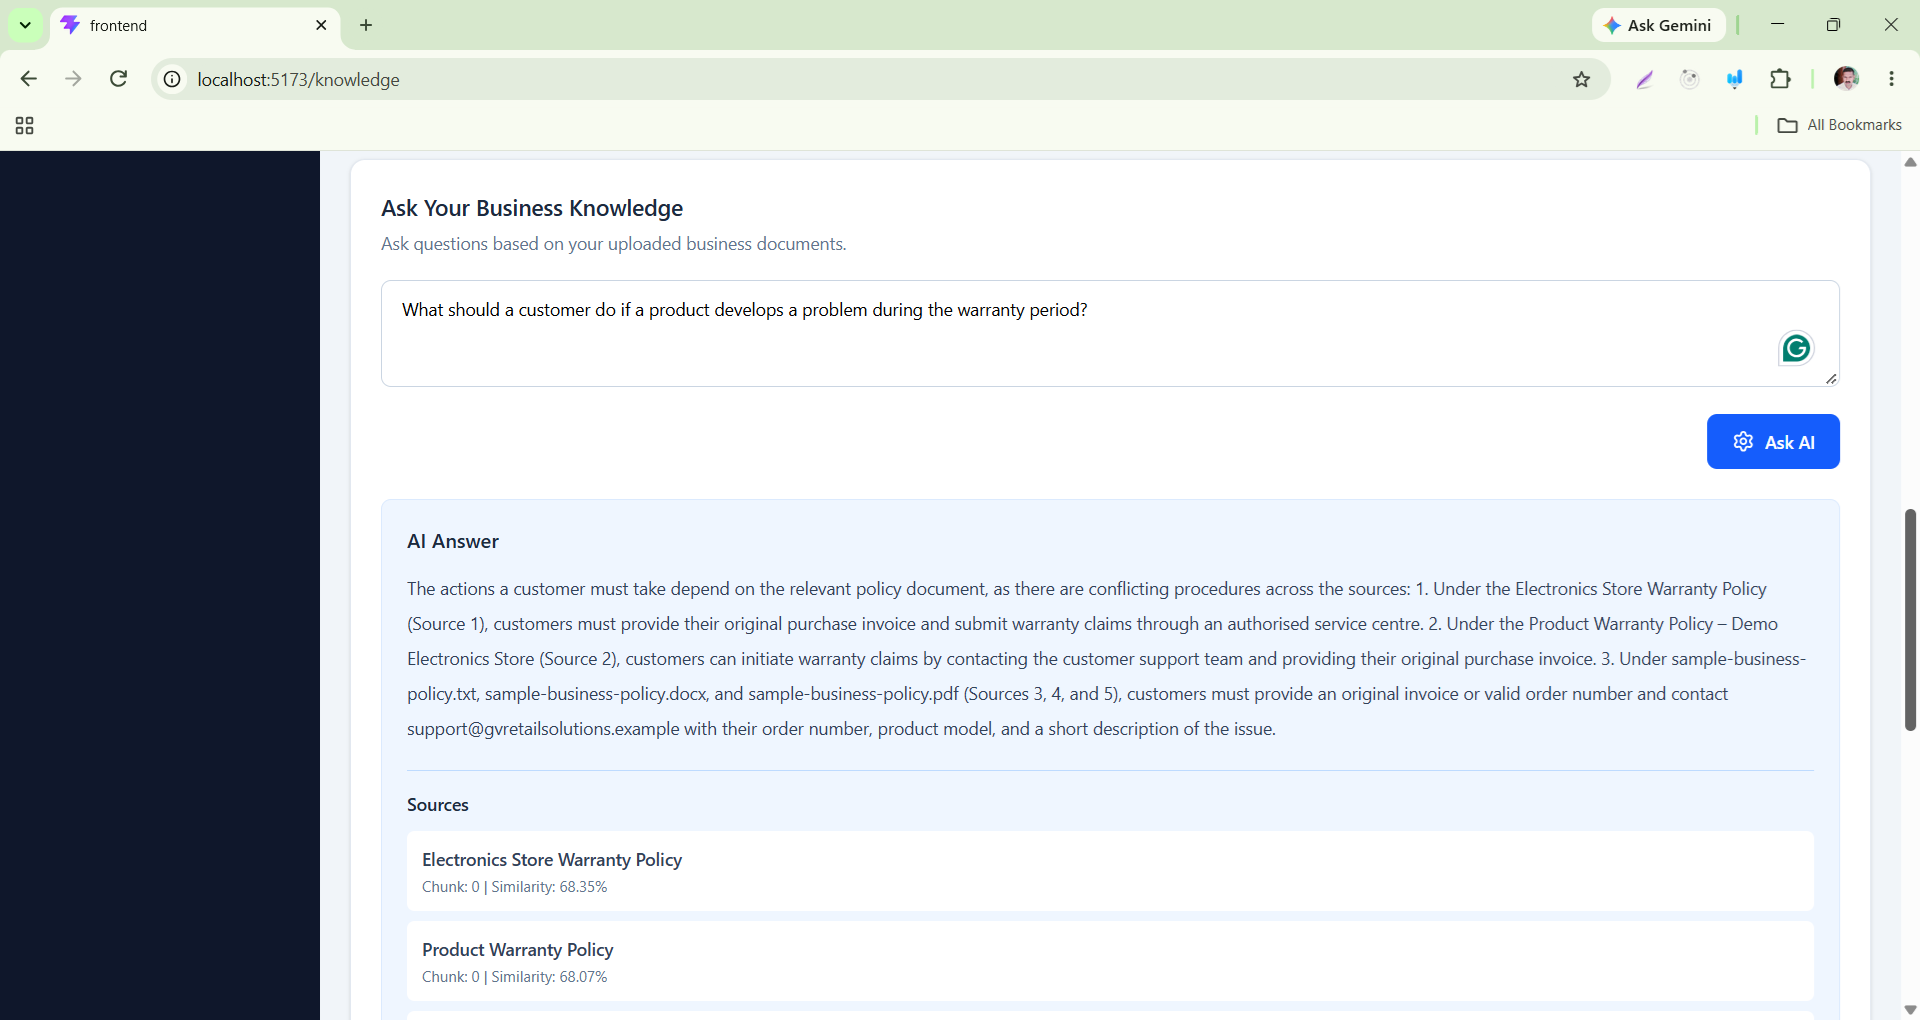 frontend
Ask Gemini
localhost:5173/knowledge
All Bookmarks
Ask Your Business Knowledge
Ask questions based on your uploaded business documents.
What should a customer do if a product develops a problem during the warranty period?
Ask AI
AI Answer
The actions a customer must take depend on the relevant policy document, as there are conflicting procedures across the sources: 1. Under the Electronics Store Warranty Policy
(Source 1), customers must provide their original purchase invoice and submit warranty claims through an authorised service centre. 2. Under the Product Warranty Policy – Demo
Electronics Store (Source 2), customers can initiate warranty claims by contacting the customer support team and providing their original purchase invoice. 3. Under sample-business-
policy.txt, sample-business-policy.docx, and sample-business-policy.pdf (Sources 3, 4, and 5), customers must provide an original invoice or valid order number and contact
support@gvretailsolutions.example with their order number, product model, and a short description of the issue.
Sources
Electronics Store Warranty Policy
Chunk: 0 | Similarity: 68.35%
Product Warranty Policy
Chunk: 0 | Similarity: 68.07%